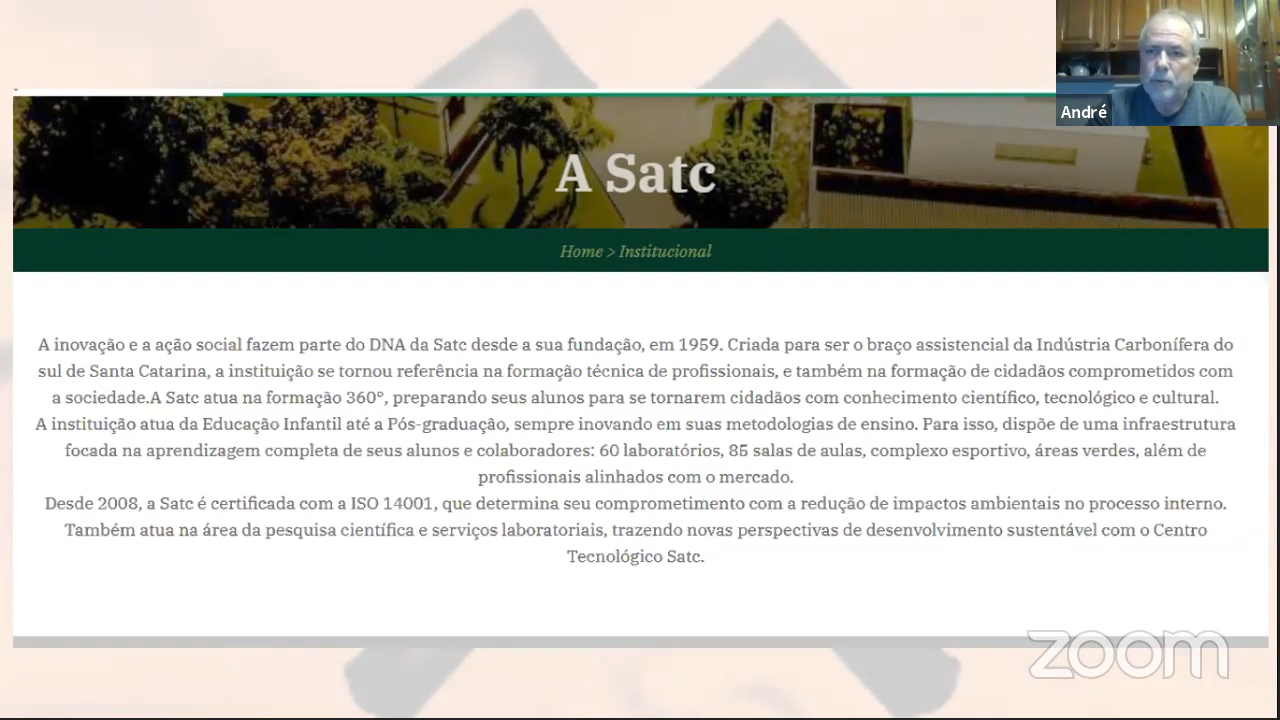 André
A Satc
Home > Institucional
A inovação e a ação social fazem parte do DNA da Satc desde a sua fundação, em 1959. Criada para ser o braço assistencial da Indústria Carbonífera do
sul de Santa Catarina, a instituição se tornou referência na formação técnica de profissionais, e também na formação de cidadãos comprometidos com
a sociedade.A Satc atua na formação 360°, preparando seus alunos para se tornarem cidadãos com conhecimento científico, tecnológico e cultural.
A instituição atua da Educação Infantil até a Pós-graduação, sempre inovando em suas metodologias de ensino. Para isso, dispõe de uma infraestrutura
focada na aprendizagem completa de seus alunos e colaboradores: 60 laboratórios, 85 salas de aulas, complexo esportivo, áreas verdes, além de
profissionais alinhados com o mercado.
Desde 2008, a Satc é certificada com a ISO 14001, que determina seu comprometimento com a redução de impactos ambientais no processo interno.
Também atua na área da pesquisa científica e serviços laboratoriais, trazendo novas perspectivas de desenvolvimento sustentável com o Centro
Tecnológico Satc.
zoom